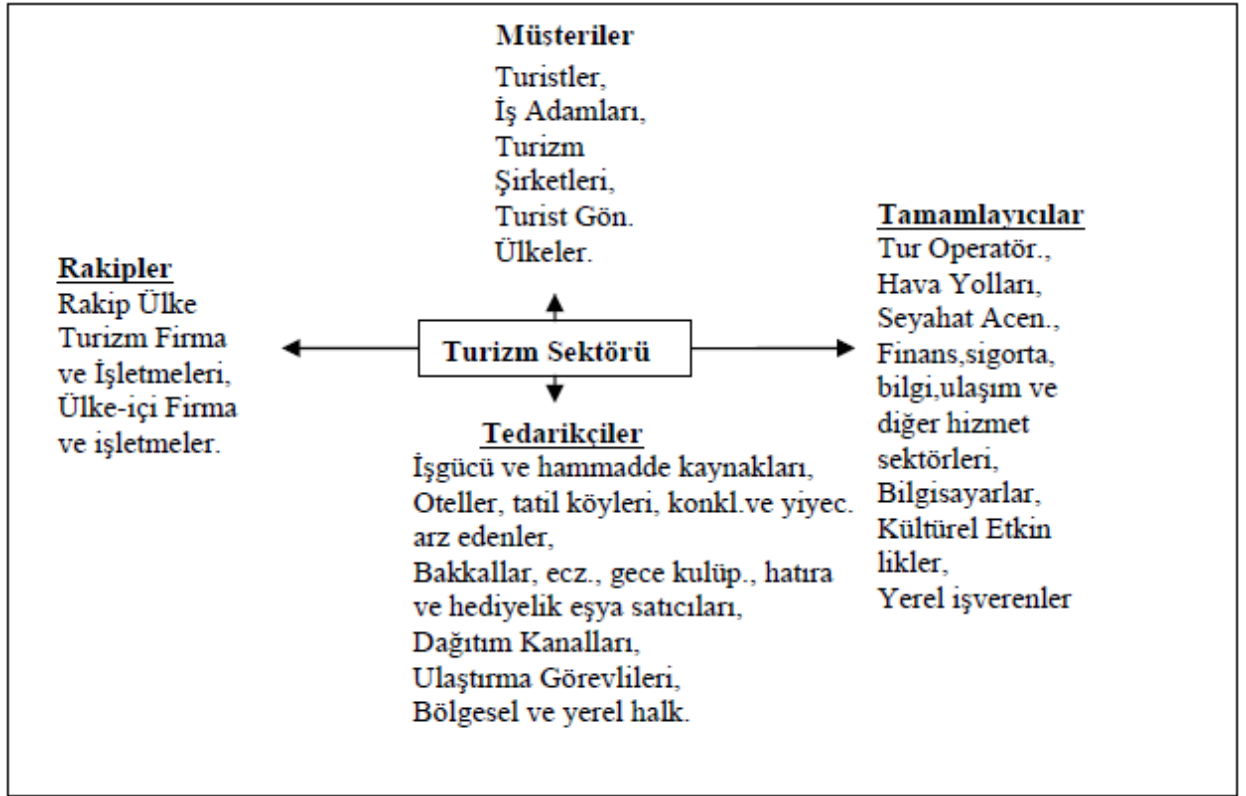 Müşteriler
Turistler,
İş Adamları,
Turizm
Şirketleri,
Turist Gön.
Ülkeler.
Rakipler
Rakip Ülke
Turizm Firma
ve İşletmeleri,
Ülke-içi Firma
ve işletmeler.
Turizm Sektörü
Tamamlayıcılar
Tur Operatör.,
Hava Yolları,
Seyahat Acen.,
Finans,sigorta,
bilgi,ulaşım ve
diğer hizmet
sektörleri,
Bilgisayarlar,
Kültürel Etkin
likler,
Yerel işverenler
Tedarikçiler
İşgücü ve hammadde kaynakları,
Oteller, tatil köyleri, konkl.ve yiyec.
arz edenler,
Bakkallar, ecz., gece kulüp., hatıra
ve hediyelik eşya satıcıları,
Dağıtım Kanalları,
Ulaştırma Görevlileri,
Bölgesel ve yerel halk.